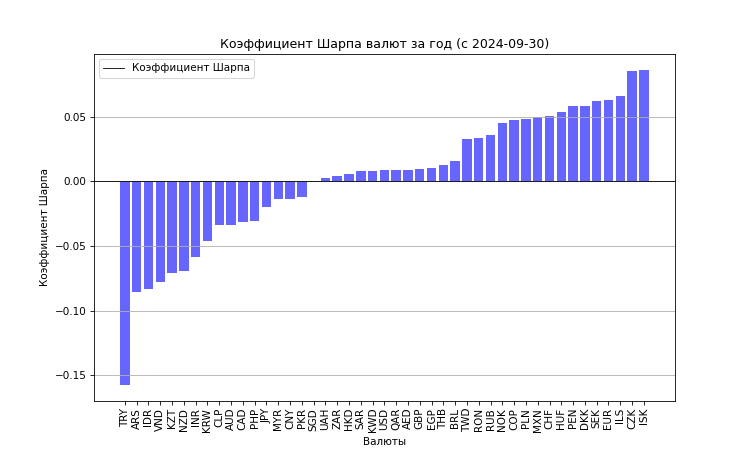 Коэффициент Шарпа валют за год (с 2024-09-30)
Коэффициент Шарпа
0.05
0.00
−0.05
−0.10
−0.15
Коэффициент Шарпа
TRY ARS IDR VND KZT NZD INR KRW CLP AUD CAD PHP JPY MYR CNY PKR SGD UAH ZAR HKD SAR KWD USD QAR AED GBP EGP THB BRL TWD RON RUB NOK COP PLN MXN CHF HUF PEN DKK SEK EUR ILS CZK ISK
Валюты